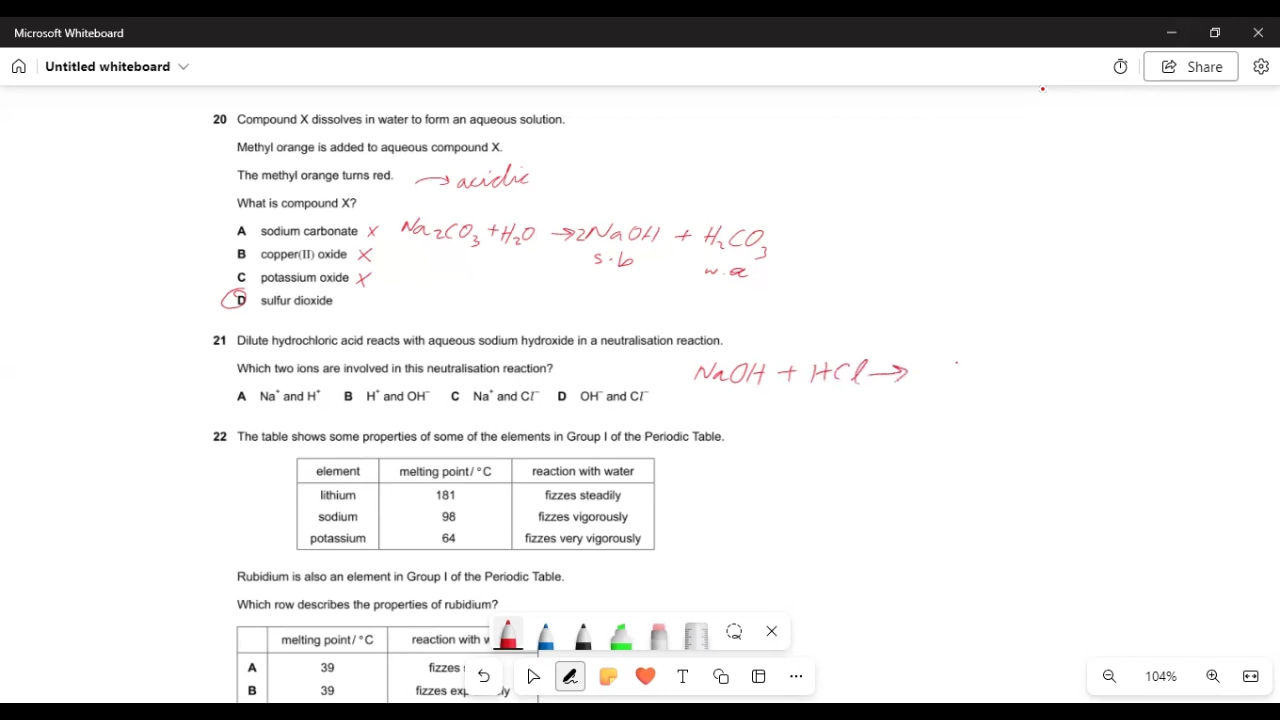 Microsoft Whiteboard
Untitled whiteboard
Share
20 Compound X dissolves in water to form an aqueous solution.
Methyl orange is added to aqueous compound X.
The methyl orange turns red. → acidic
What is compound X?
A sodium carbonate x Na2CO3 + H2O → 2NaOH + H2CO3
s.b w.a
B copper(II) oxide x
C potassium oxide x
D sulfur dioxide
21 Dilute hydrochloric acid reacts with aqueous sodium hydroxide in a neutralisation reaction.
Which two ions are involved in this neutralisation reaction? NaOH + HCl →
A Na⁺ and H⁺ B H⁺ and OH⁻ C Na⁺ and Cl⁻ D OH⁻ and Cl⁻
22 The table shows some properties of some of the elements in Group I of the Periodic Table.
element melting point/°C reaction with water
lithium 181 fizzes steadily
sodium 98 fizzes vigorously
potassium 64 fizzes very vigorously
Rubidium is also an element in Group I of the Periodic Table.
Which row describes the properties of rubidium?
melting point/°C reaction with
A 39 fizzes
B 39 fizzes
104%